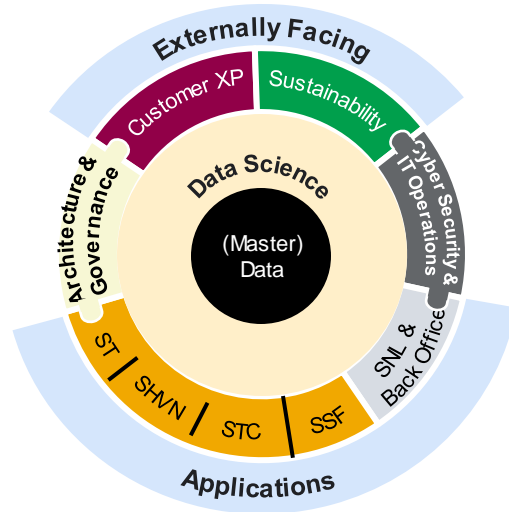 Externally Facing
Customer XP
Sustainability
Architecture &
Governance
Cyber Security &
IT Operations
Data Science
(Master)
Data
ST
SHVN
STC
SSF
SNL &
Back Office
Applications